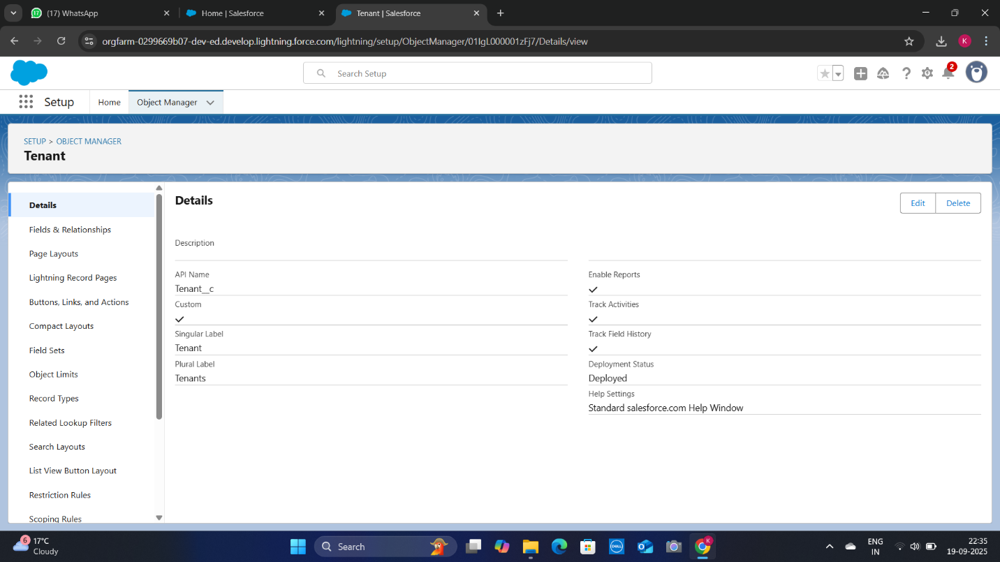 17 (17) WhatsApp
Home | Salesforce
Tenant | Salesforce
orgfarm-0299669b07-dev-ed.develop.lightning.force.com/lightning/setup/ObjectManager/01IgL000001zFj7/Details/view
K
Search Setup
2
Setup
Home
Object Manager
SETUP > OBJECT MANAGER
Tenant
Details
Fields & Relationships
Page Layouts
Lightning Record Pages
Buttons, Links, and Actions
Compact Layouts
Field Sets
Object Limits
Record Types
Related Lookup Filters
Search Layouts
List View Button Layout
Restriction Rules
Scoping Rules
Details
Edit
Delete
Description
API Name
Tenant__c
Custom
Singular Label
Tenant
Plural Label
Tenants
Enable Reports
Track Activities
Track Field History
Deployment Status
Deployed
Help Settings
Standard salesforce.com Help Window
6
17°C
Cloudy
Search
DELL
K
ENG
IN
22:35
19-09-2025